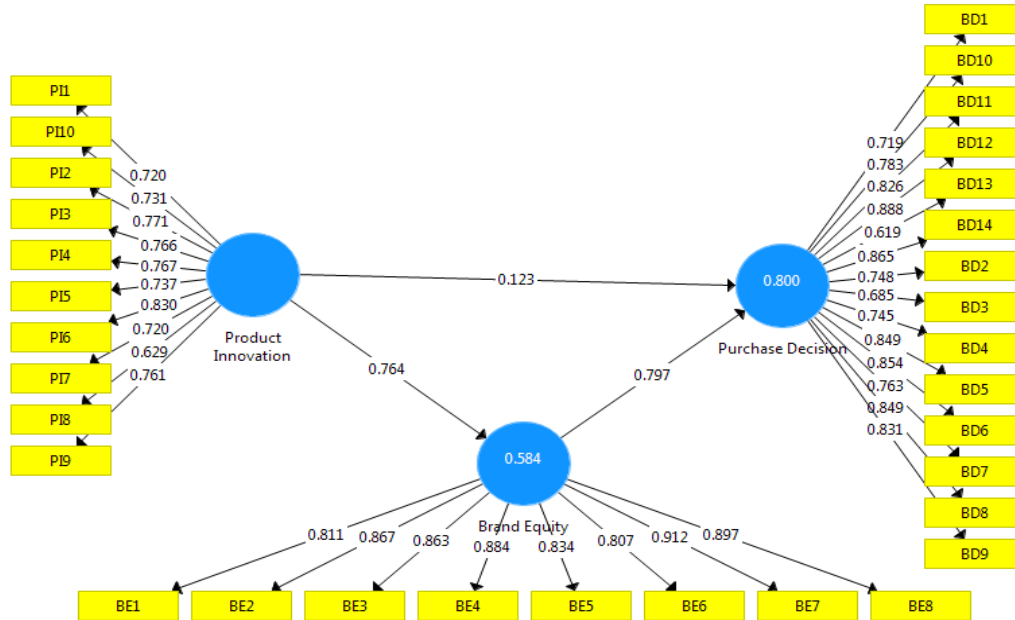 BD1
BD10
PI1
BD11
PI10
0.719
BD12
0.783
PI2
0.720
0.826
BD13
0.731
0.888
PI3
0.771
0.619
BD14
0.766
0.865
PI4
0.767
0.748
BD2
0.737
0.123
0.800
0.685
PI5
0.830
BD3
0.745
PI6
0.720
Product
Innovation
Purchase Decision
0.849
BD4
0.629
0.854
PI7
0.761
0.764
0.797
0.763
BD5
0.849
PI8
0.831
BD6
PI9
0.584
BD7
BD8
Brand Equity
0.811
0.867
0.863
0.884
0.834
0.807
0.912
0.897
BD9
BE1
BE2
BE3
BE4
BE5
BE6
BE7
BE8